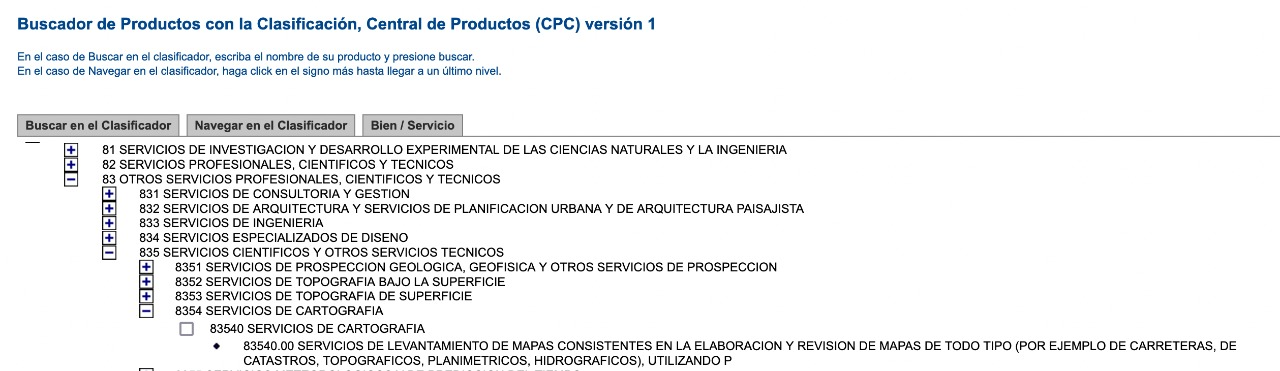 Buscador de Productos con la Clasificación, Central de Productos (CPC) versión 1
En el caso de Buscar en el clasificador, escriba el nombre de su producto y presione buscar.
En el caso de Navegar en el clasificador, haga click en el signo más hasta llegar a un último nivel.
Buscar en el Clasificador Navegar en el Clasificador Bien / Servicio
81 SERVICIOS DE INVESTIGACION Y DESARROLLO EXPERIMENTAL DE LAS CIENCIAS NATURALES Y LA INGENIERIA
82 SERVICIOS PROFESIONALES, CIENTIFICOS Y TECNICOS
83 OTROS SERVICIOS PROFESIONALES, CIENTIFICOS Y TECNICOS
831 SERVICIOS DE CONSULTORIA Y GESTION
832 SERVICIOS DE ARQUITECTURA Y SERVICIOS DE PLANIFICACION URBANA Y DE ARQUITECTURA PAISAJISTA
833 SERVICIOS DE INGENIERIA
834 SERVICIOS ESPECIALIZADOS DE DISENO
835 SERVICIOS CIENTIFICOS Y OTROS SERVICIOS TECNICOS
8351 SERVICIOS DE PROSPECCION GEOLOGICA, GEOFISICA Y OTROS SERVICIOS DE PROSPECCION
8352 SERVICIOS DE TOPOGRAFIA BAJO LA SUPERFICIE
8353 SERVICIOS DE TOPOGRAFIA DE SUPERFICIE
8354 SERVICIOS DE CARTOGRAFIA
83540 SERVICIOS DE CARTOGRAFIA
83540.00 SERVICIOS DE LEVANTAMIENTO DE MAPAS CONSISTENTES EN LA ELABORACION Y REVISION DE MAPAS DE TODO TIPO (POR EJEMPLO DE CARRETERAS, DE
CATASTROS, TOPOGRAFICOS, PLANIMETRICOS, HIDROGRAFICOS), UTILIZANDO P